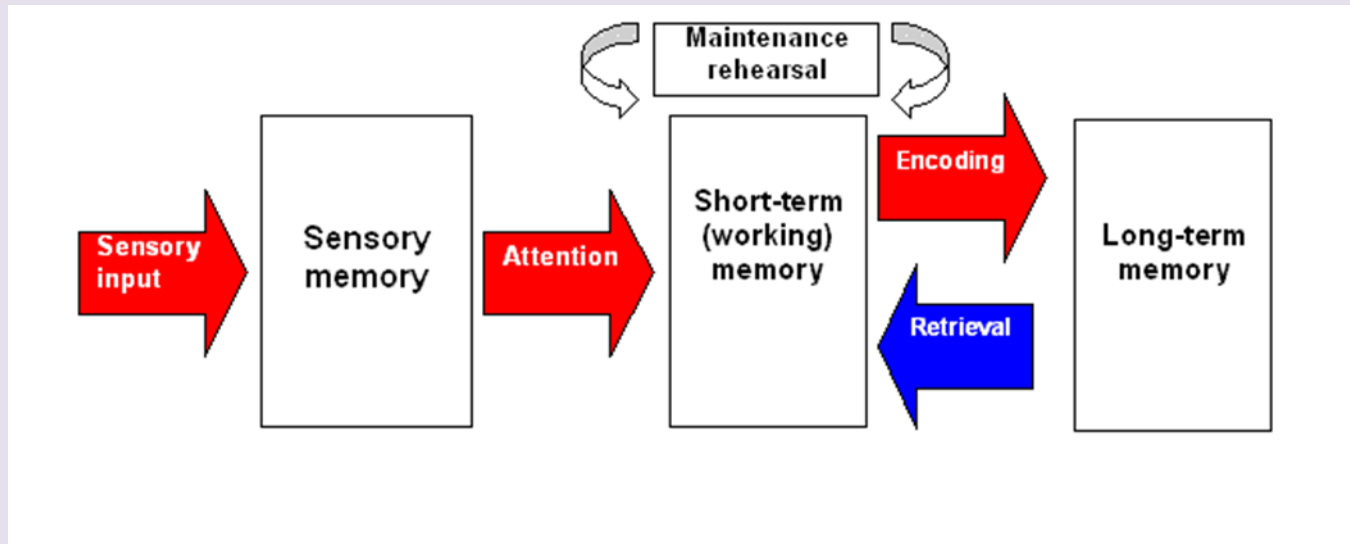 Maintenance
rehearsal
Sensory
input
Sensory
memory
Attention
Short-term
(working)
memory
Encoding
Retrieval
Long-term
memory